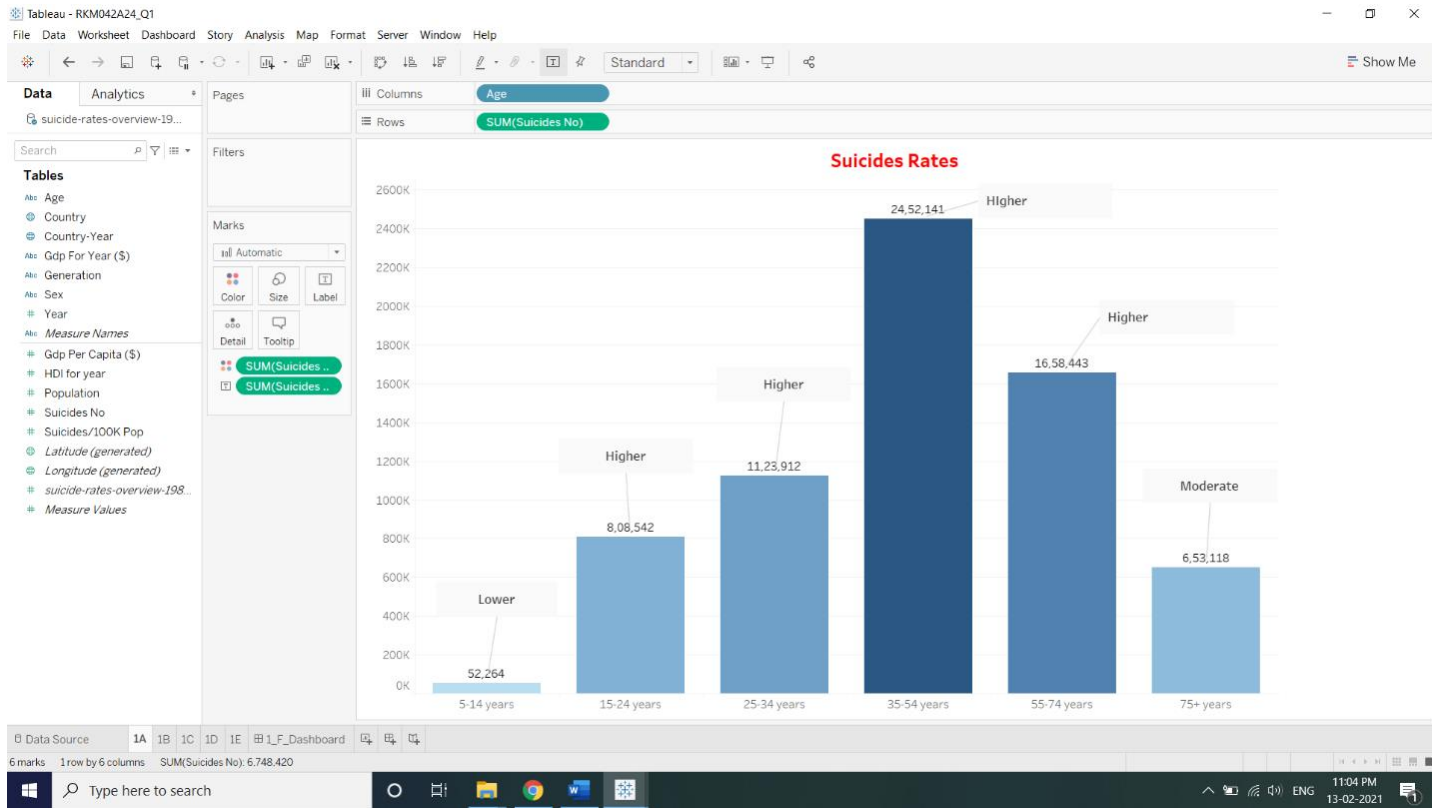 Tableau - RKM042A24_Q1
File Data Worksheet Dashboard Story Analysis Map Format Server Window Help
Standard
Show Me
Data Analytics
suicide-rates-overview-19...
Search
Tables
Abc Age
Country
Country-Year
Abc Gdp For Year ($)
Abc Generation
Abc Sex
# Year
Abc Measure Names
# Gdp Per Capita ($)
# HDI for year
# Population
# Suicides No
# Suicides/100K Pop
Latitude (generated)
Longitude (generated)
# suicide-rates-overview-198...
# Measure Values
Pages
Filters
Marks
Automatic
Color Size Label
Detail Tooltip
SUM(Suicides ..
SUM(Suicides ..
Columns Age
Rows SUM(Suicides No)
Suicides Rates
2600K
2400K
2200K
2000K
1800K
1600K
1400K
1200K
1000K
800K
600K
400K
200K
0K
Lower
52,264
Higher
8,08,542
Higher
11,23,912
HIgher
24,52,141
Higher
16,58,443
Moderate
6,53,118
5-14 years 15-24 years 25-34 years 35-54 years 55-74 years 75+ years
Data Source 1A 1B 1C 1D 1E 1_F_Dashboard
6 marks 1 row by 6 columns SUM(Suicides No): 6,748,420
Type here to search
W
ENG
11:04 PM
13-02-2021
1